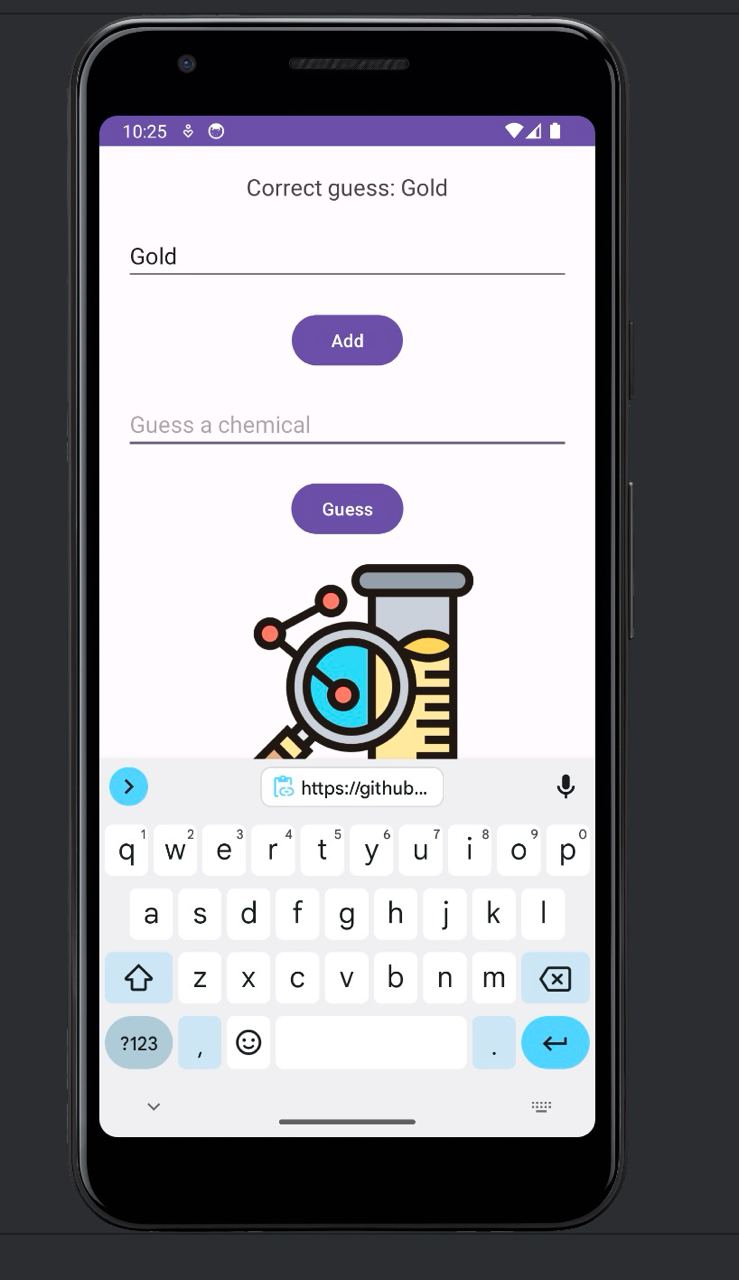 10:25
Correct guess: Gold
Gold
Add
Guess a chemical
Guess
https://github...
q 1 w 2 e 3 r 4 t 5 y 6 u 7 i 8 o 9 p 0
a s d f g h j k l
z x c v b n m
?123 , .